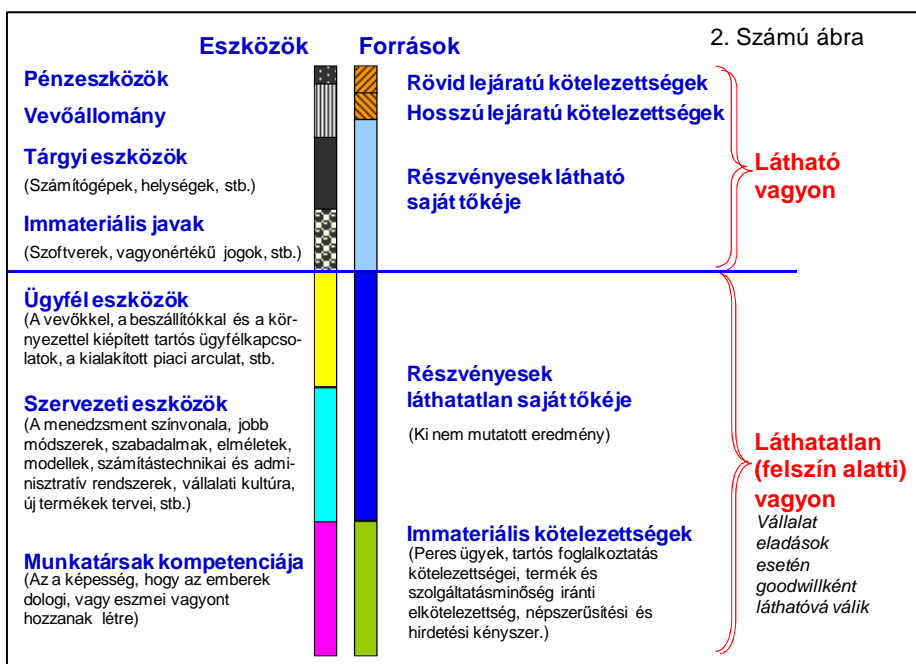 2. Számú ábra
Eszközök
Források
Pénzeszközök
Vevőállomány
Tárgyi eszközök
(Számítógépek, helységek, stb.)
Immateriális javak
(Szoftverek, vagyonértékű jogok, stb.)
Rövid lejáratú kötelezettségek
Hosszú lejáratú kötelezettségek
Részvényesek látható
saját tőkéje
Látható
vagyon
Ügyfél eszközök
(A vevőkkel, a beszállítókkal és a kör-
nyezettel kiépített tartós ügyfélkapcso-
latok, a kialakított piaci arculat, stb.
Szervezeti eszközök
(A menedzsment színvonala, jobb
módszerek, szabadalmak, elméletek,
modellek, számítástechnikai és admi-
nisztratív rendszerek, vállalati kultúra,
új termékek tervei, stb.)
Munkatársak kompetenciája
(Az a képesség, hogy az emberek
dologi, vagy eszmei vagyont
hozzanak létre)
Részvényesek
láthatatlan saját tőkéje
(Ki nem mutatott eredmény)
Immateriális kötelezettségek
(Peres ügyek, tartós foglalkoztatás
kötelezettségei, termék és
szolgáltatásminőség iránti
elkötelezettség, népszerűsítési és
hirdetési kényszer.)
Láthatatlan
(felszín alatti)
vagyon
Vállalat
eladások
esetén
goodwillként
láthatóvá válik